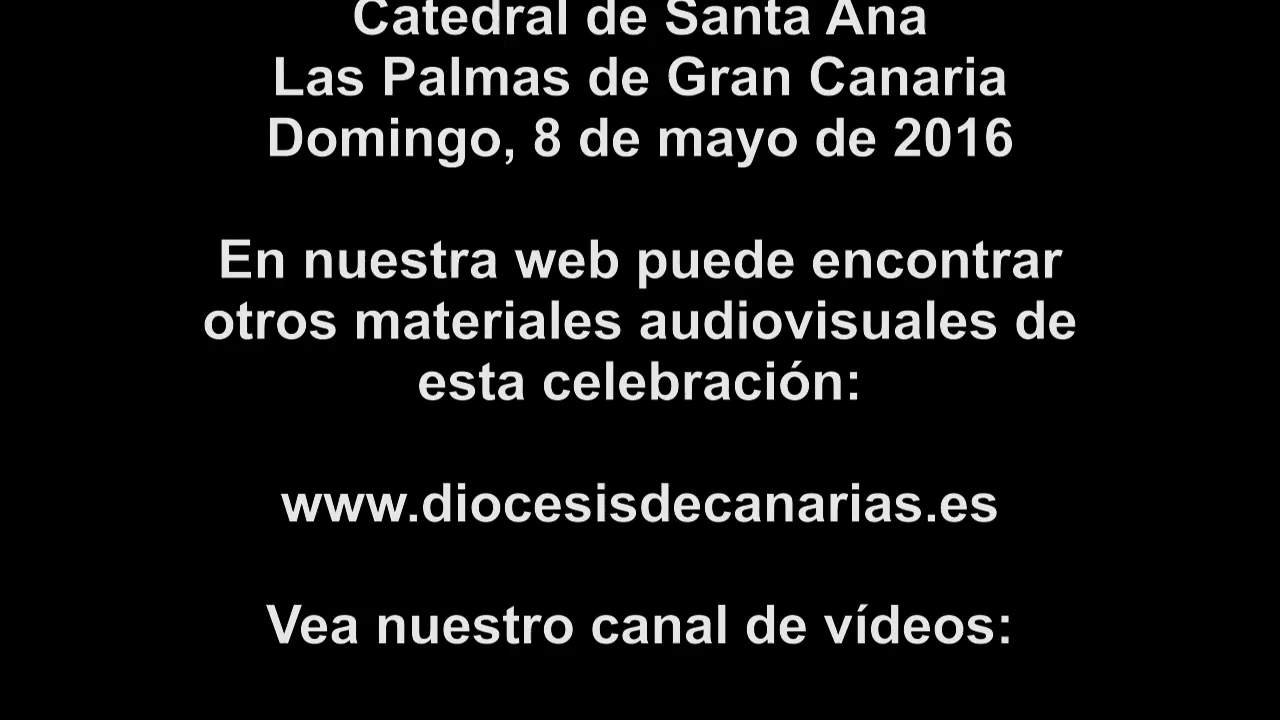 Catedral de Santa Ana
Las Palmas de Gran Canaria
Domingo, 8 de mayo de 2016
En nuestra web puede encontrar
otros materiales audiovisuales de
esta celebración:
www.diocesisdecanarias.es
Vea nuestro canal de vídeos: